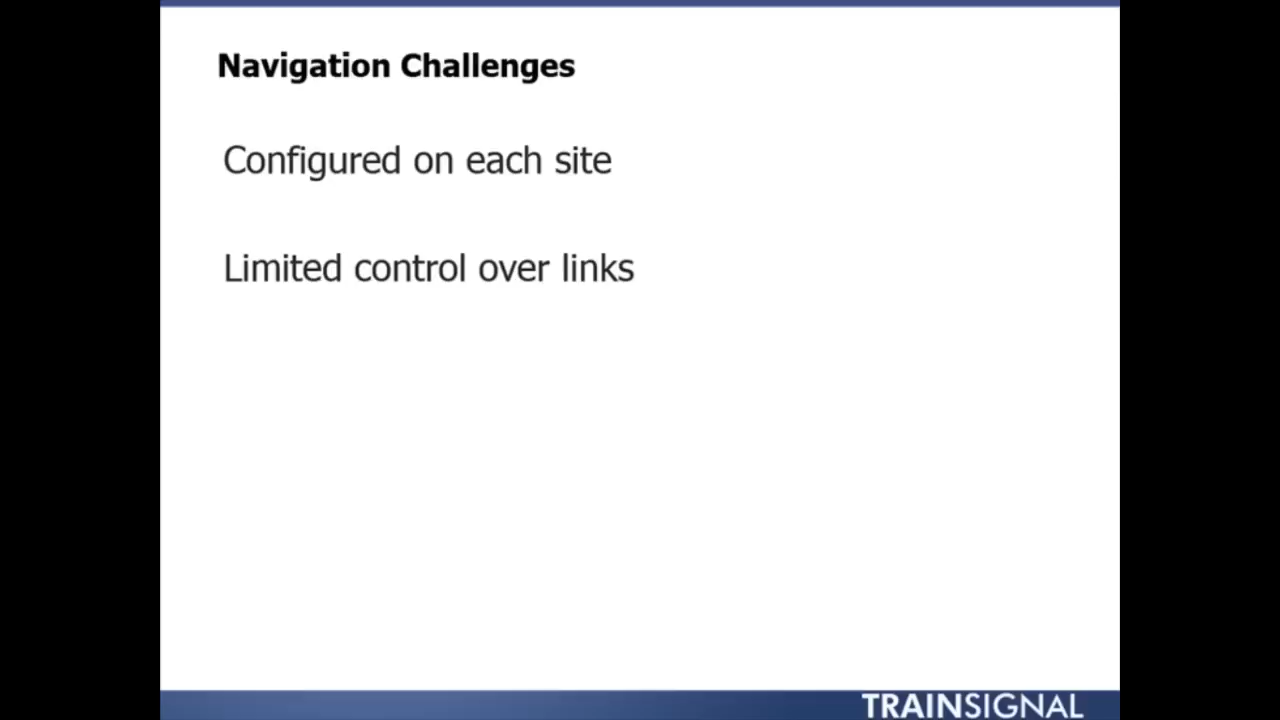 Navigation Challenges
Configured on each site
Limited control over links
TRAINSIGNAL